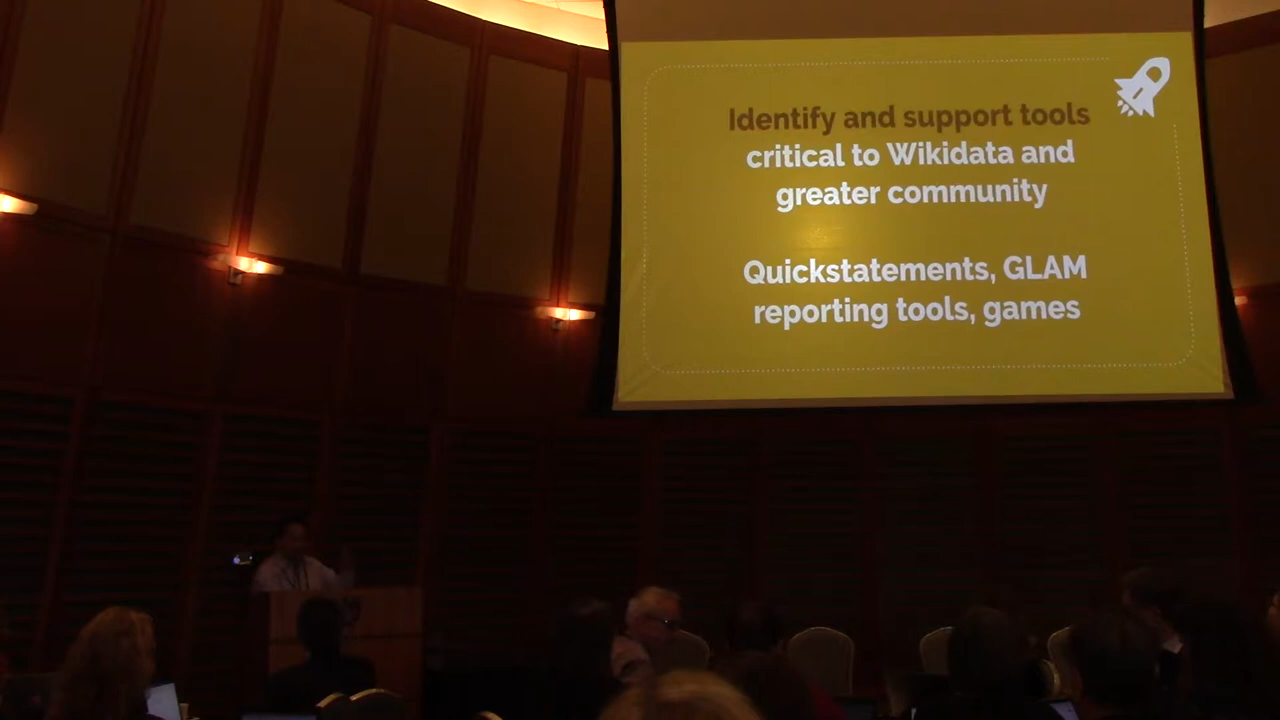 Identify and support tools
critical to Wikidata and
greater community
Quickstatements, GLAM
reporting tools, games